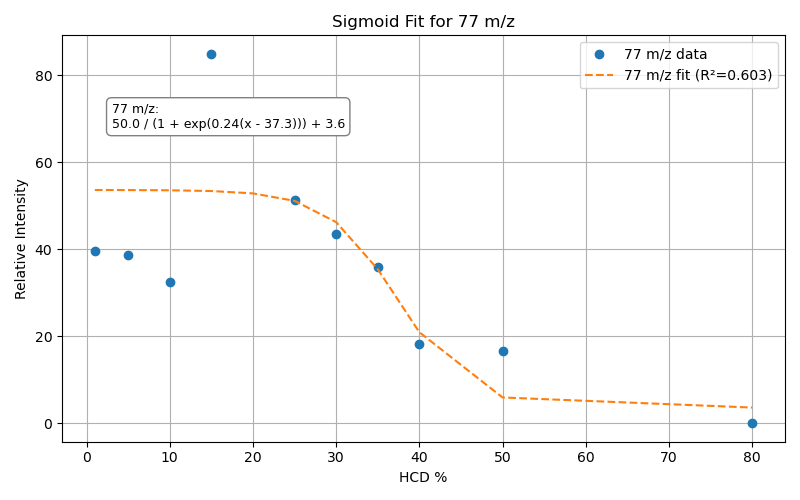 Sigmoid Fit for 77 m/z
77 m/z data
77 m/z fit (R²=0.603)
77 m/z:
50.0 / (1 + exp(0.24(x - 37.3))) + 3.6
Relative Intensity
80
60
40
20
0
0 10 20 30 40 50 60 70 80
HCD %